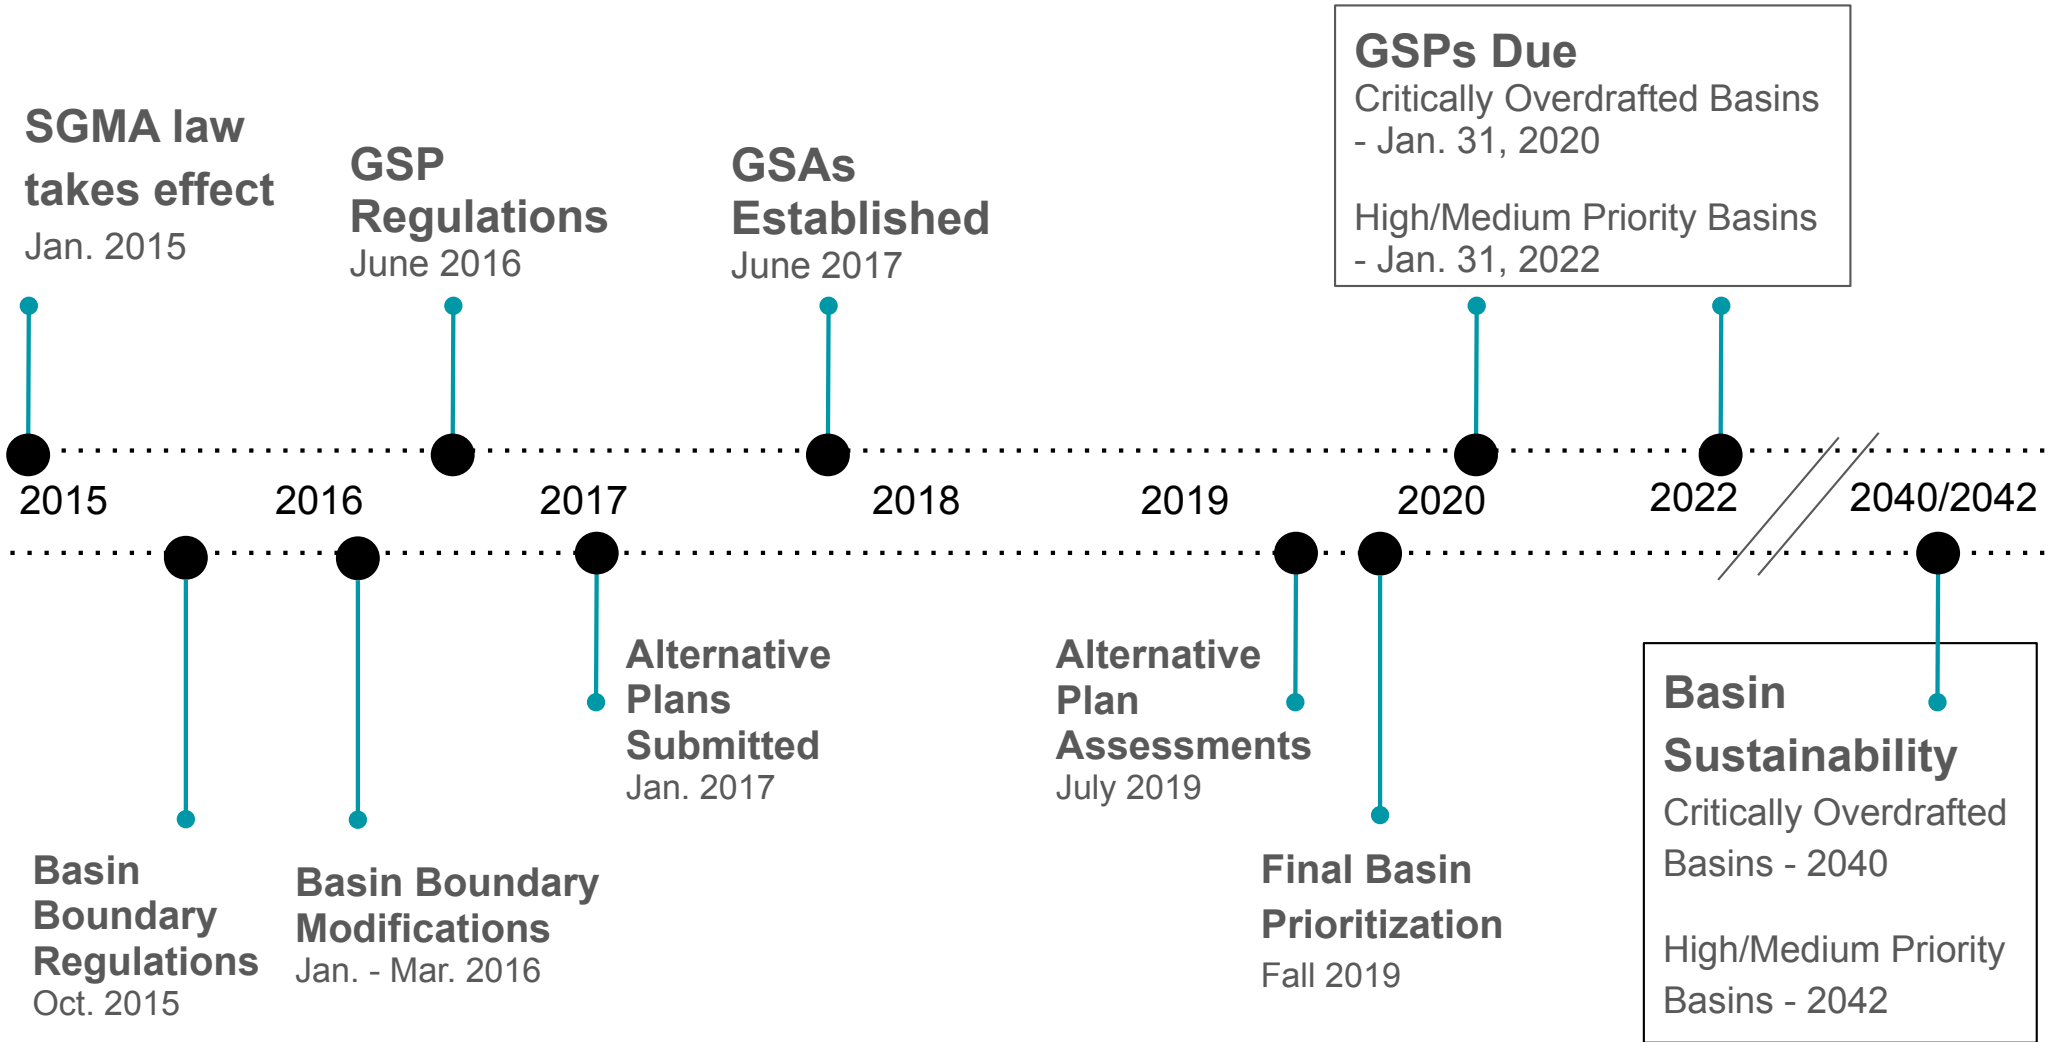 SGMA law
takes effect
Jan. 2015
GSP
Regulations
June 2016
GSAs
Established
June 2017
GSPs Due
Critically Overdrafted Basins
- Jan. 31, 2020
High/Medium Priority Basins
- Jan. 31, 2022
2015
2016
2017
2018
2019
2020
2022
2040/2042
Basin
Boundary
Regulations
Oct. 2015
Basin Boundary
Modifications
Jan. - Mar. 2016
Alternative
Plans
Submitted
Jan. 2017
Alternative
Plan
Assessments
July 2019
Final Basin
Prioritization
Fall 2019
Basin
Sustainability
Critically Overdrafted
Basins - 2040
High/Medium Priority
Basins - 2042